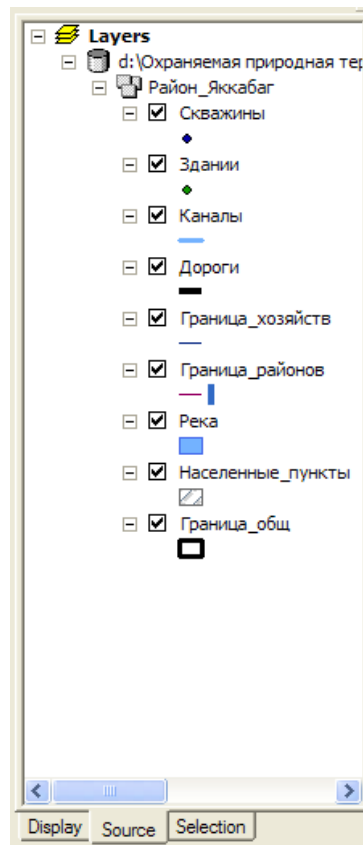 Layers
d:\Охраняемая природная тер
Район_Яккабаг
Скважины
Здании
Каналы
Дороги
Граница_хозяйств
Граница_районов
Река
Населенные_пункты
Граница_общ
Display Source Selection